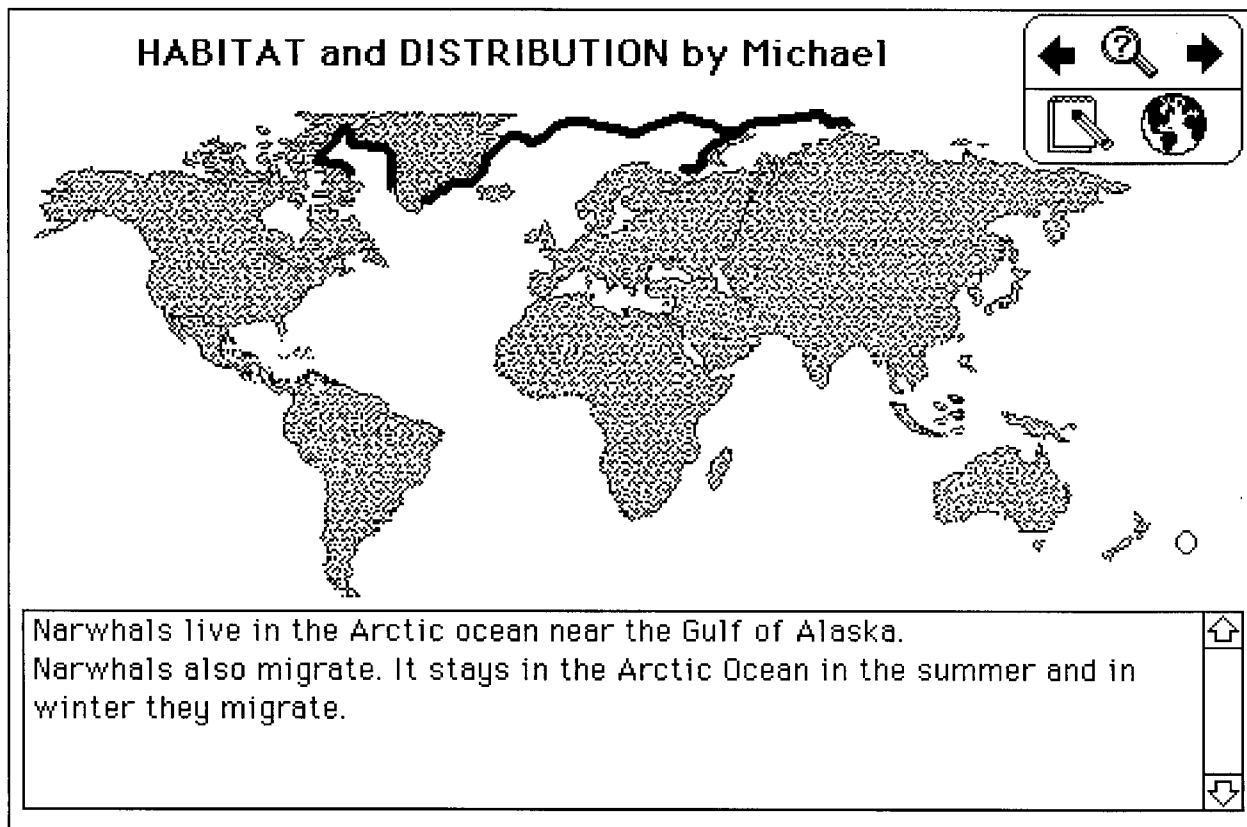 HABITAT and DISTRIBUTION by Michael
?
Narwhals live in the Arctic ocean near the Gulf of Alaska.
Narwhals also migrate. It stays in the Arctic Ocean in the summer and in
winter they migrate.